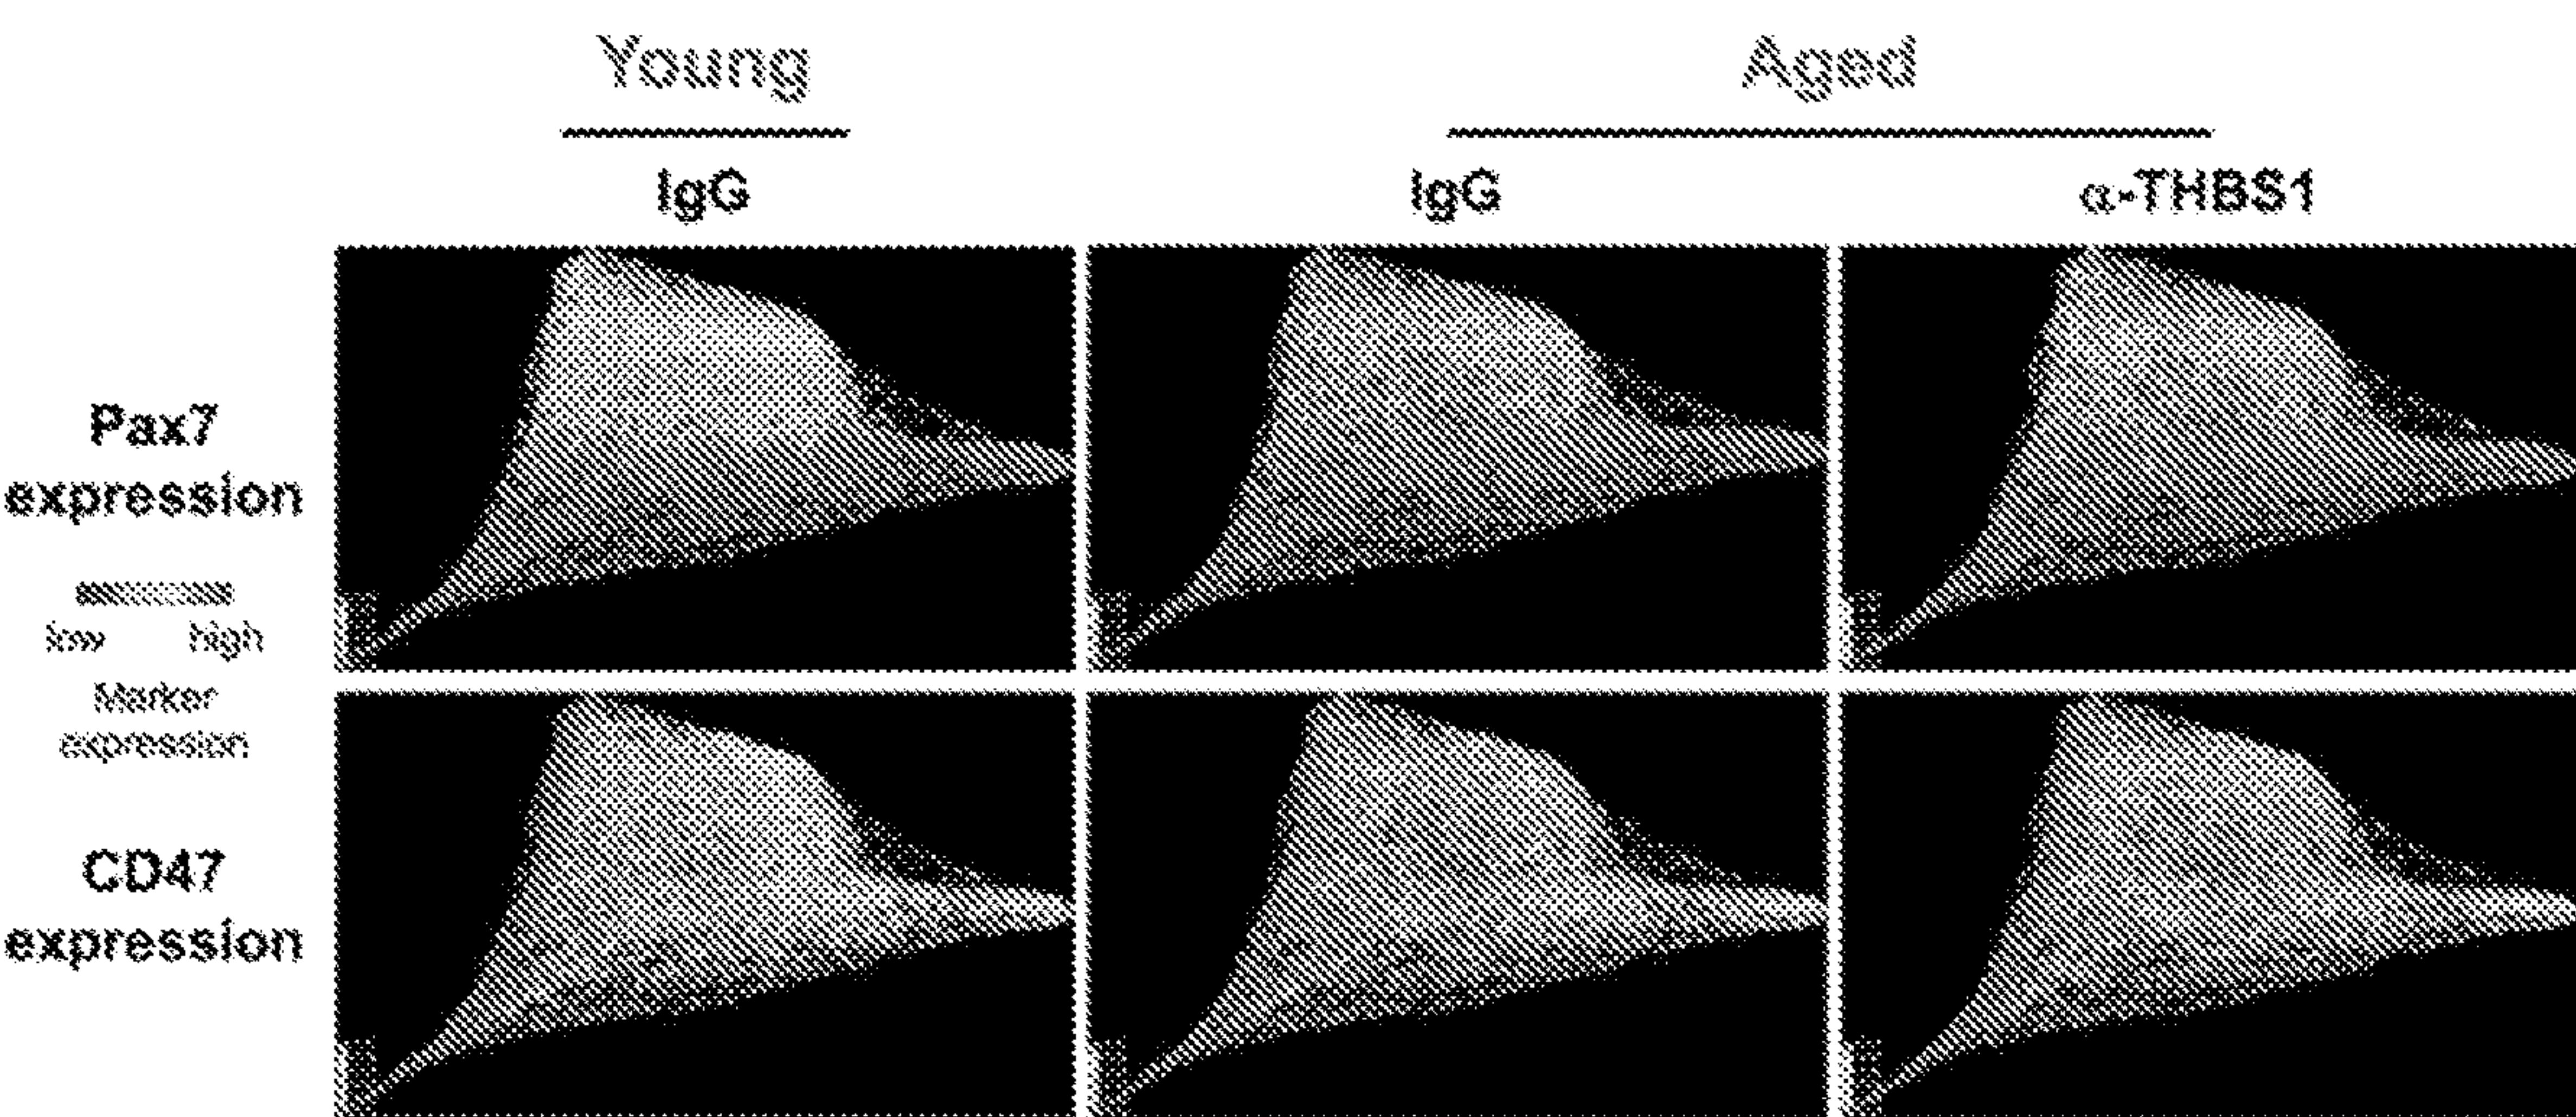 Young Aged
IgG IgG α-THBS1
Pax7
expression
low high
Marker
expression
CD47
expression